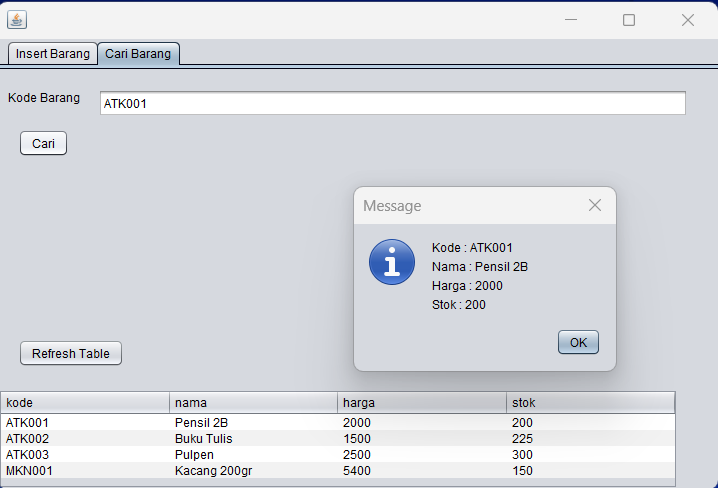 Insert Barang Cari Barang
Kode Barang ATK001
Cari
Message
Kode : ATK001
Nama : Pensil 2B
Harga : 2000
Stok : 200
OK
Refresh Table
kode nama harga stok
ATK001 Pensil 2B 2000 200
ATK002 Buku Tulis 1500 225
ATK003 Pulpen 2500 300
MKN001 Kacang 200gr 5400 150